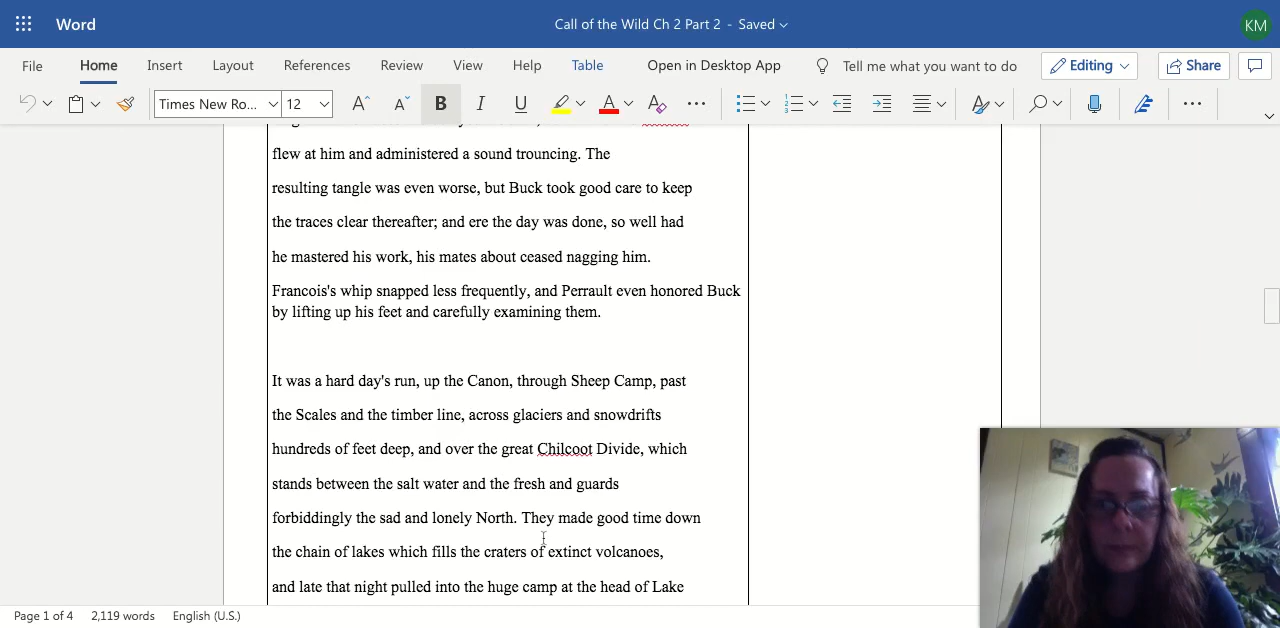 Word
Call of the Wild Ch 2 Part 2 - Saved
KM
File
Home
Insert
Layout
References
Review
View
Help
Table
Open in Desktop App
Tell me what you want to do
Editing
Share
Times New Ro...
12
flew at him and administered a sound trouncing. The
resulting tangle was even worse, but Buck took good care to keep
the traces clear thereafter; and ere the day was done, so well had
he mastered his work, his mates about ceased nagging him.
Francois's whip snapped less frequently, and Perrault even honored Buck
by lifting up his feet and carefully examining them.
It was a hard day's run, up the Canon, through Sheep Camp, past
the Scales and the timber line, across glaciers and snowdrifts
hundreds of feet deep, and over the great Chilcoot Divide, which
stands between the salt water and the fresh and guards
forbiddingly the sad and lonely North. They made good time down
the chain of lakes which fills the craters of extinct volcanoes,
and late that night pulled into the huge camp at the head of Lake
Page 1 of 4
2,119 words
English (U.S.)